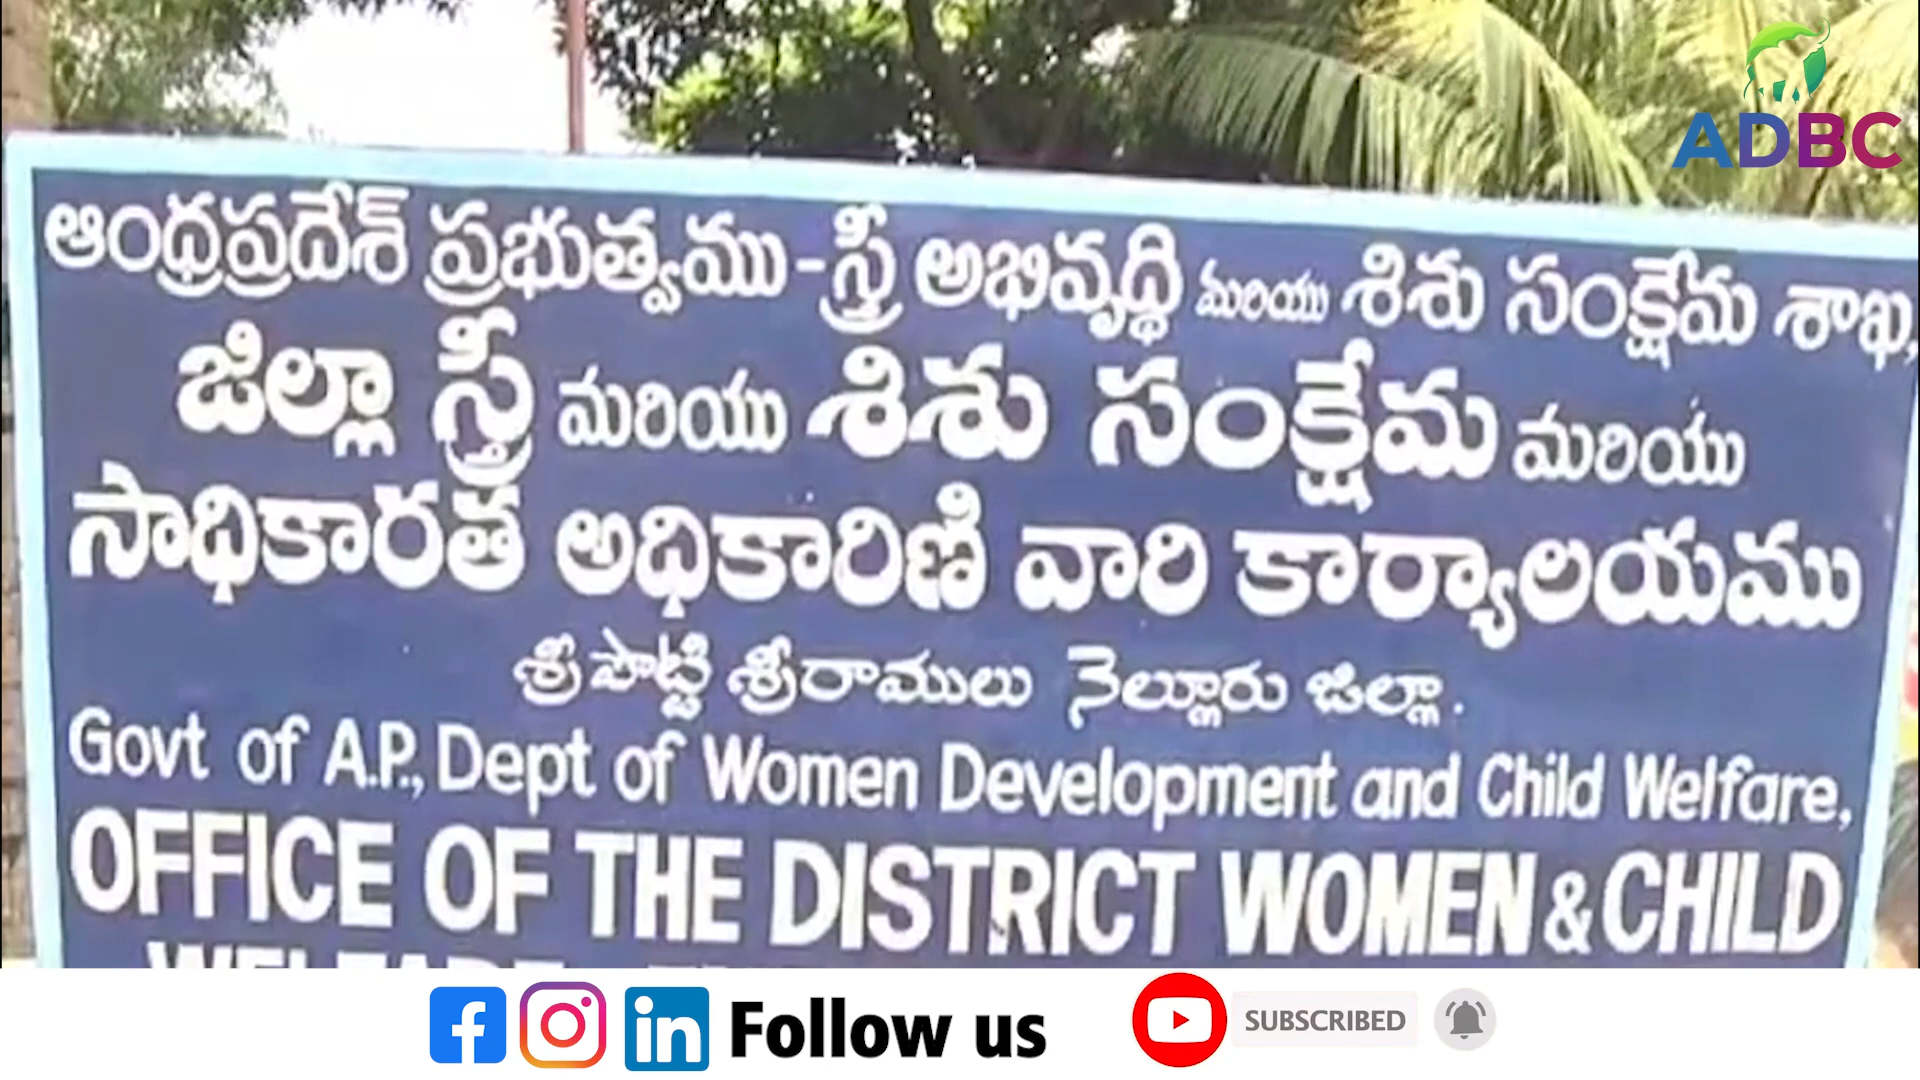 ADBC
ఆంధ్రప్రదేశ్ ప్రభుత్వము - స్త్రీ అభివృద్ధి మరియు శిశు సంక్షేమ శాఖ,
జిల్లా స్త్రీ మరియు శిశు సంక్షేమ మరియు
సాధికారత అధికారిణి వారి కార్యాలయము
శ్రీ పొట్టి శ్రీరాములు నెల్లూరు జిల్లా.
Govt of A.P., Dept of Women Development and Child Welfare,
OFFICE OF THE DISTRICT WOMEN & CHILD
Follow us
SUBSCRIBED